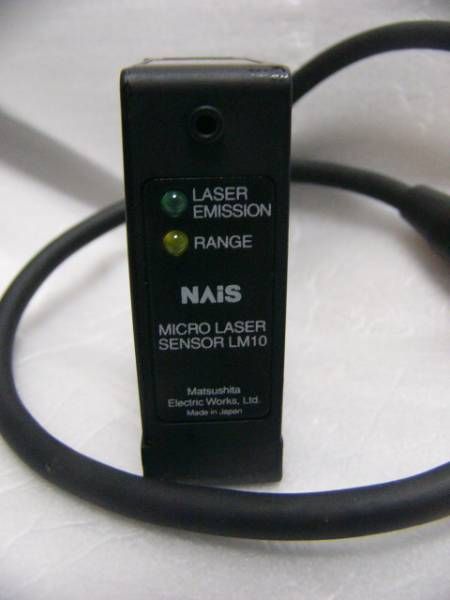 LASER
EMISSION
RANGE
NAiS
MICRO LASER
SENSOR LM10
Matsushita
Electric Works, Ltd.
Made in Japan